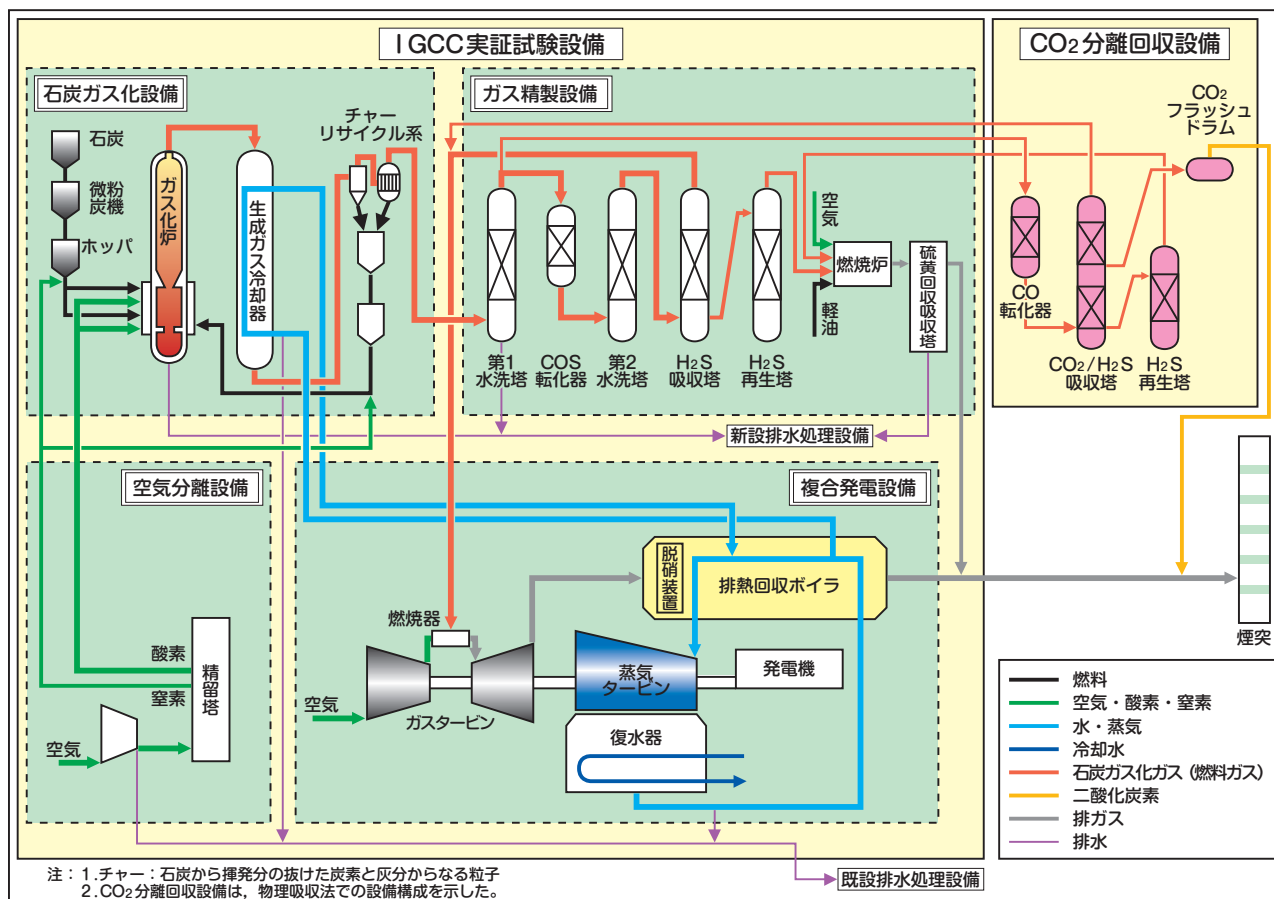 IGCC実証試験設備
CO2分離回収設備
石炭ガス化設備
ガス精製設備
石炭
微粉
炭機
ホッパ
ガス化炉
生成ガス冷却器
チャー
リサイクル系
第1
水洗塔
COS
転化器
第2
水洗塔
H2S
吸収塔
H2S
再生塔
空気
燃焼炉
軽油
硫黄回収吸収塔
CO2
フラッシュ
ドラム
CO
転化器
CO2/H2S
吸収塔
H2S
再生塔
新設排水処理設備
空気分離設備
酸素
窒素
精留塔
空気
複合発電設備
脱硝装置
排熱回収ボイラ
燃焼器
空気
ガスタービン
蒸気
タービン
発電機
復水器
煙突
燃料
空気・酸素・窒素
水・蒸気
冷却水
石炭ガス化ガス（燃料ガス）
二酸化炭素
排ガス
排水
既設排水処理設備
注：1.チャー：石炭から揮発分の抜けた炭素と灰分からなる粒子
2.CO2分離回収設備は，物理吸収法での設備構成を示した。